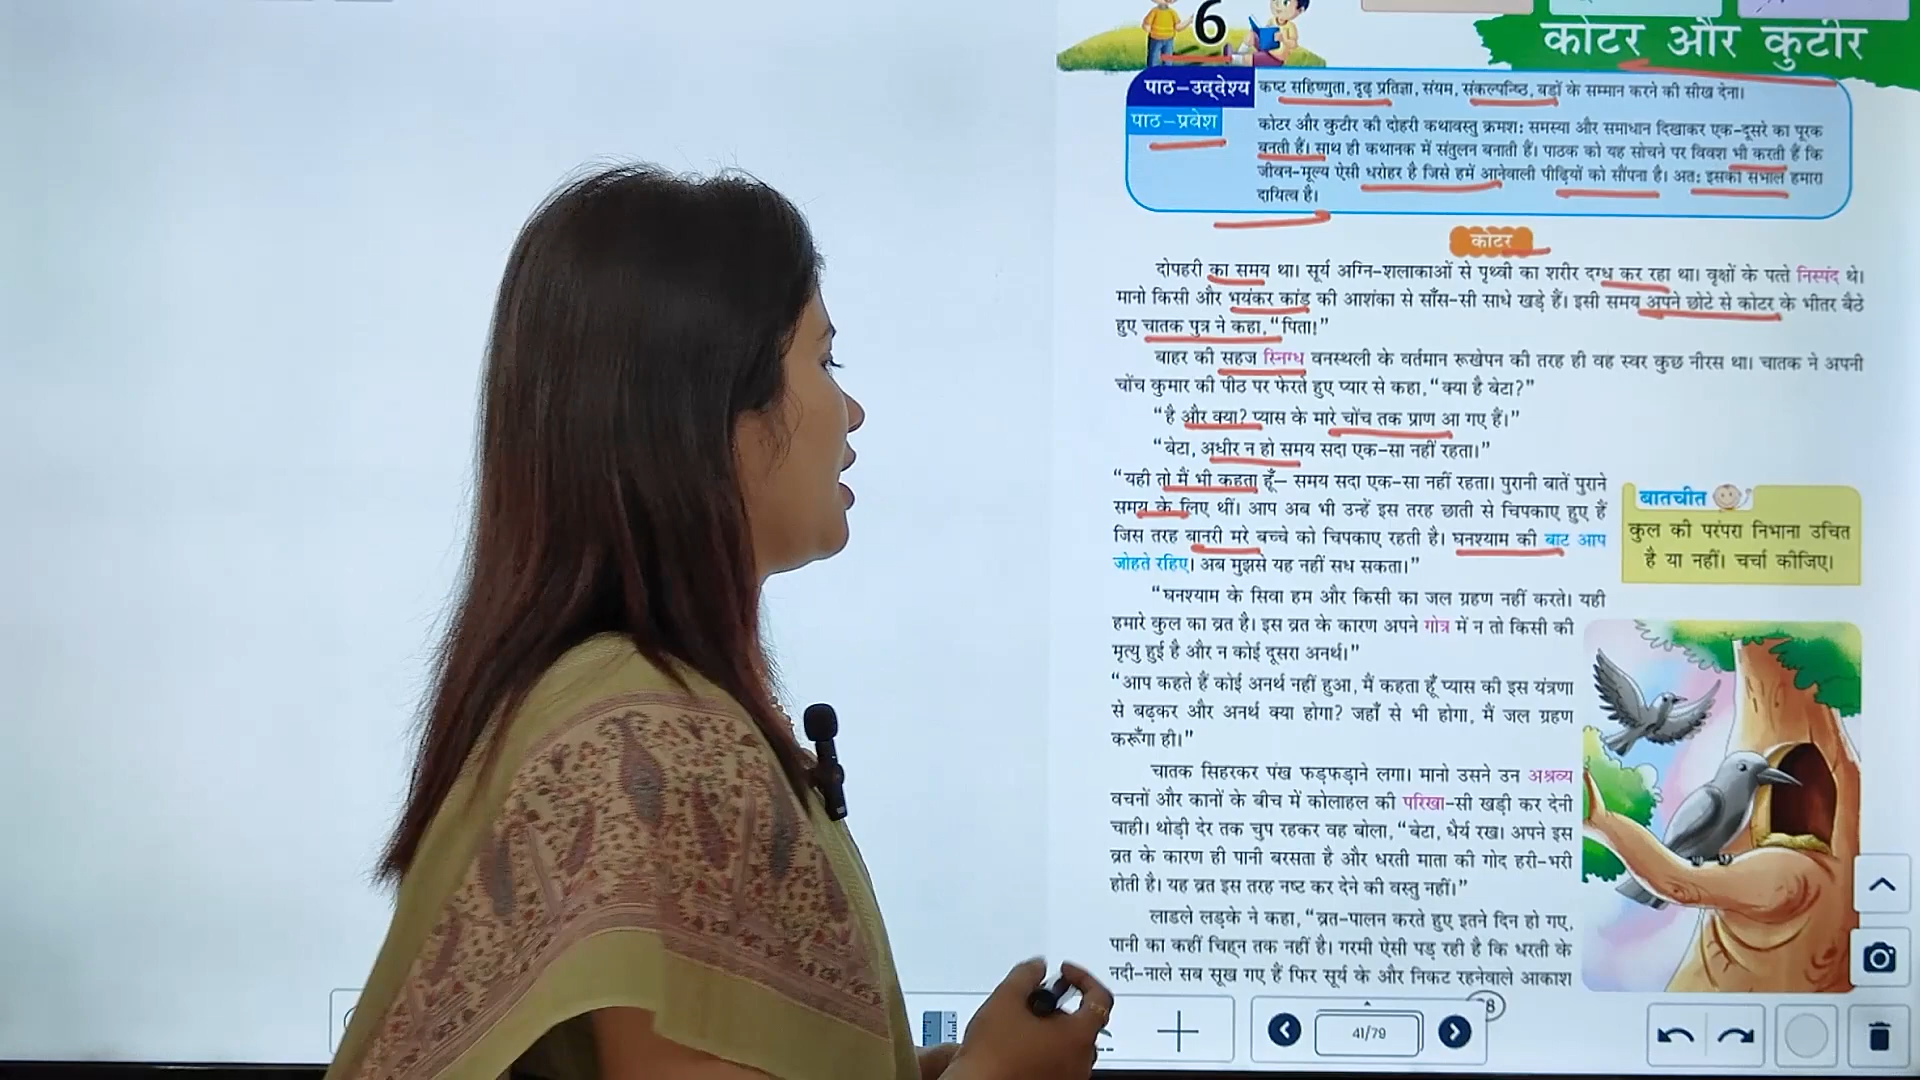 6
कोटर और कुटीर
पाठ-उद्देश्य
कष्ट सहिष्णुता, दृढ़ प्रतिज्ञा, संयम, संकल्पनिष्ठ, बड़ों के सम्मान करने की सीख देना।
पाठ-प्रवेश
कोटर और कुटीर की दोहरी कथावस्तु क्रमश: समस्या और समाधान दिखाकर एक-दूसरे का पूरक
बनती हैं। साथ ही कथानक में संतुलन बनाती हैं। पाठक को यह सोचने पर विवश भी करती हैं कि
जीवन-मूल्य ऐसी धरोहर है जिसे हमें आनेवाली पीढ़ियों को सौंपना है। अत: इसको संभाल हमारा
दायित्व है।
कोटर
दोपहरी का समय था। सूर्य अग्नि-शलाकाओं से पृथ्वी का शरीर दग्ध कर रहा था। वृक्षों के पत्ते निस्पंद थे।
मानो किसी और भयंकर कांड की आशंका से साँस-सी साधे खड़े हैं। इसी समय अपने छोटे से कोटर के भीतर बैठे
हुए चातक पुत्र ने कहा, “पिता!”
बाहर की सहज स्निग्ध वनस्थली के वर्तमान रूखेपन की तरह ही वह स्वर कुछ नीरस था। चातक ने अपनी
चोंच कुमार की पीठ पर फेरते हुए प्यार से कहा, “क्या है बेटा?”
“है और क्या? प्यास के मारे चोंच तक प्राण आ गए हैं।”
“बेटा, अधीर न हो समय सदा एक-सा नहीं रहता।”
“यही तो मैं भी कहता हूँ– समय सदा एक-सा नहीं रहता। पुरानी बातें पुराने
समय के लिए थीं। आप अब भी उन्हें इस तरह छाती से चिपकाए हुए हैं
जिस तरह बानरी मरे बच्चे को चिपकाए रहती है। घनश्याम की बाट आप
जोहते रहिए। अब मुझसे यह नहीं सध सकता।”
बातचीत
कुल की परंपरा निभाना उचित
है या नहीं। चर्चा कीजिए।
“घनश्याम के सिवा हम और किसी का जल ग्रहण नहीं करते। यही
हमारे कुल का व्रत है। इस व्रत के कारण अपने गोत्र में न तो किसी की
मृत्यु हुई है और न कोई दूसरा अनर्थ।”
“आप कहते हैं कोई अनर्थ नहीं हुआ, मैं कहता हूँ प्यास की इस यंत्रणा
से बढ़कर और अनर्थ क्या होगा? जहाँ से भी होगा, मैं जल ग्रहण
करूँगा ही।”
चातक सिहरकर पंख फड़फड़ाने लगा। मानो उसने उन अश्रव्य
वचनों और कानों के बीच में कोलाहल की परिखा-सी खड़ी कर देनी
चाही। थोड़ी देर तक चुप रहकर वह बोला, “बेटा, धैर्य रख। अपने इस
व्रत के कारण ही पानी बरसता है और धरती माता की गोद हरी-भरी
होती है। यह व्रत इस तरह नष्ट कर देने की वस्तु नहीं।”
लाडले लड़के ने कहा, “व्रत-पालन करते हुए इतने दिन हो गए,
पानी का कहीं चिह्न तक नहीं है। गरमी ऐसी पड़ रही है कि धरती के
नदी-नाले सब सूख गए हैं फिर सूर्य के और निकट रहनेवाले आकाश
41/79